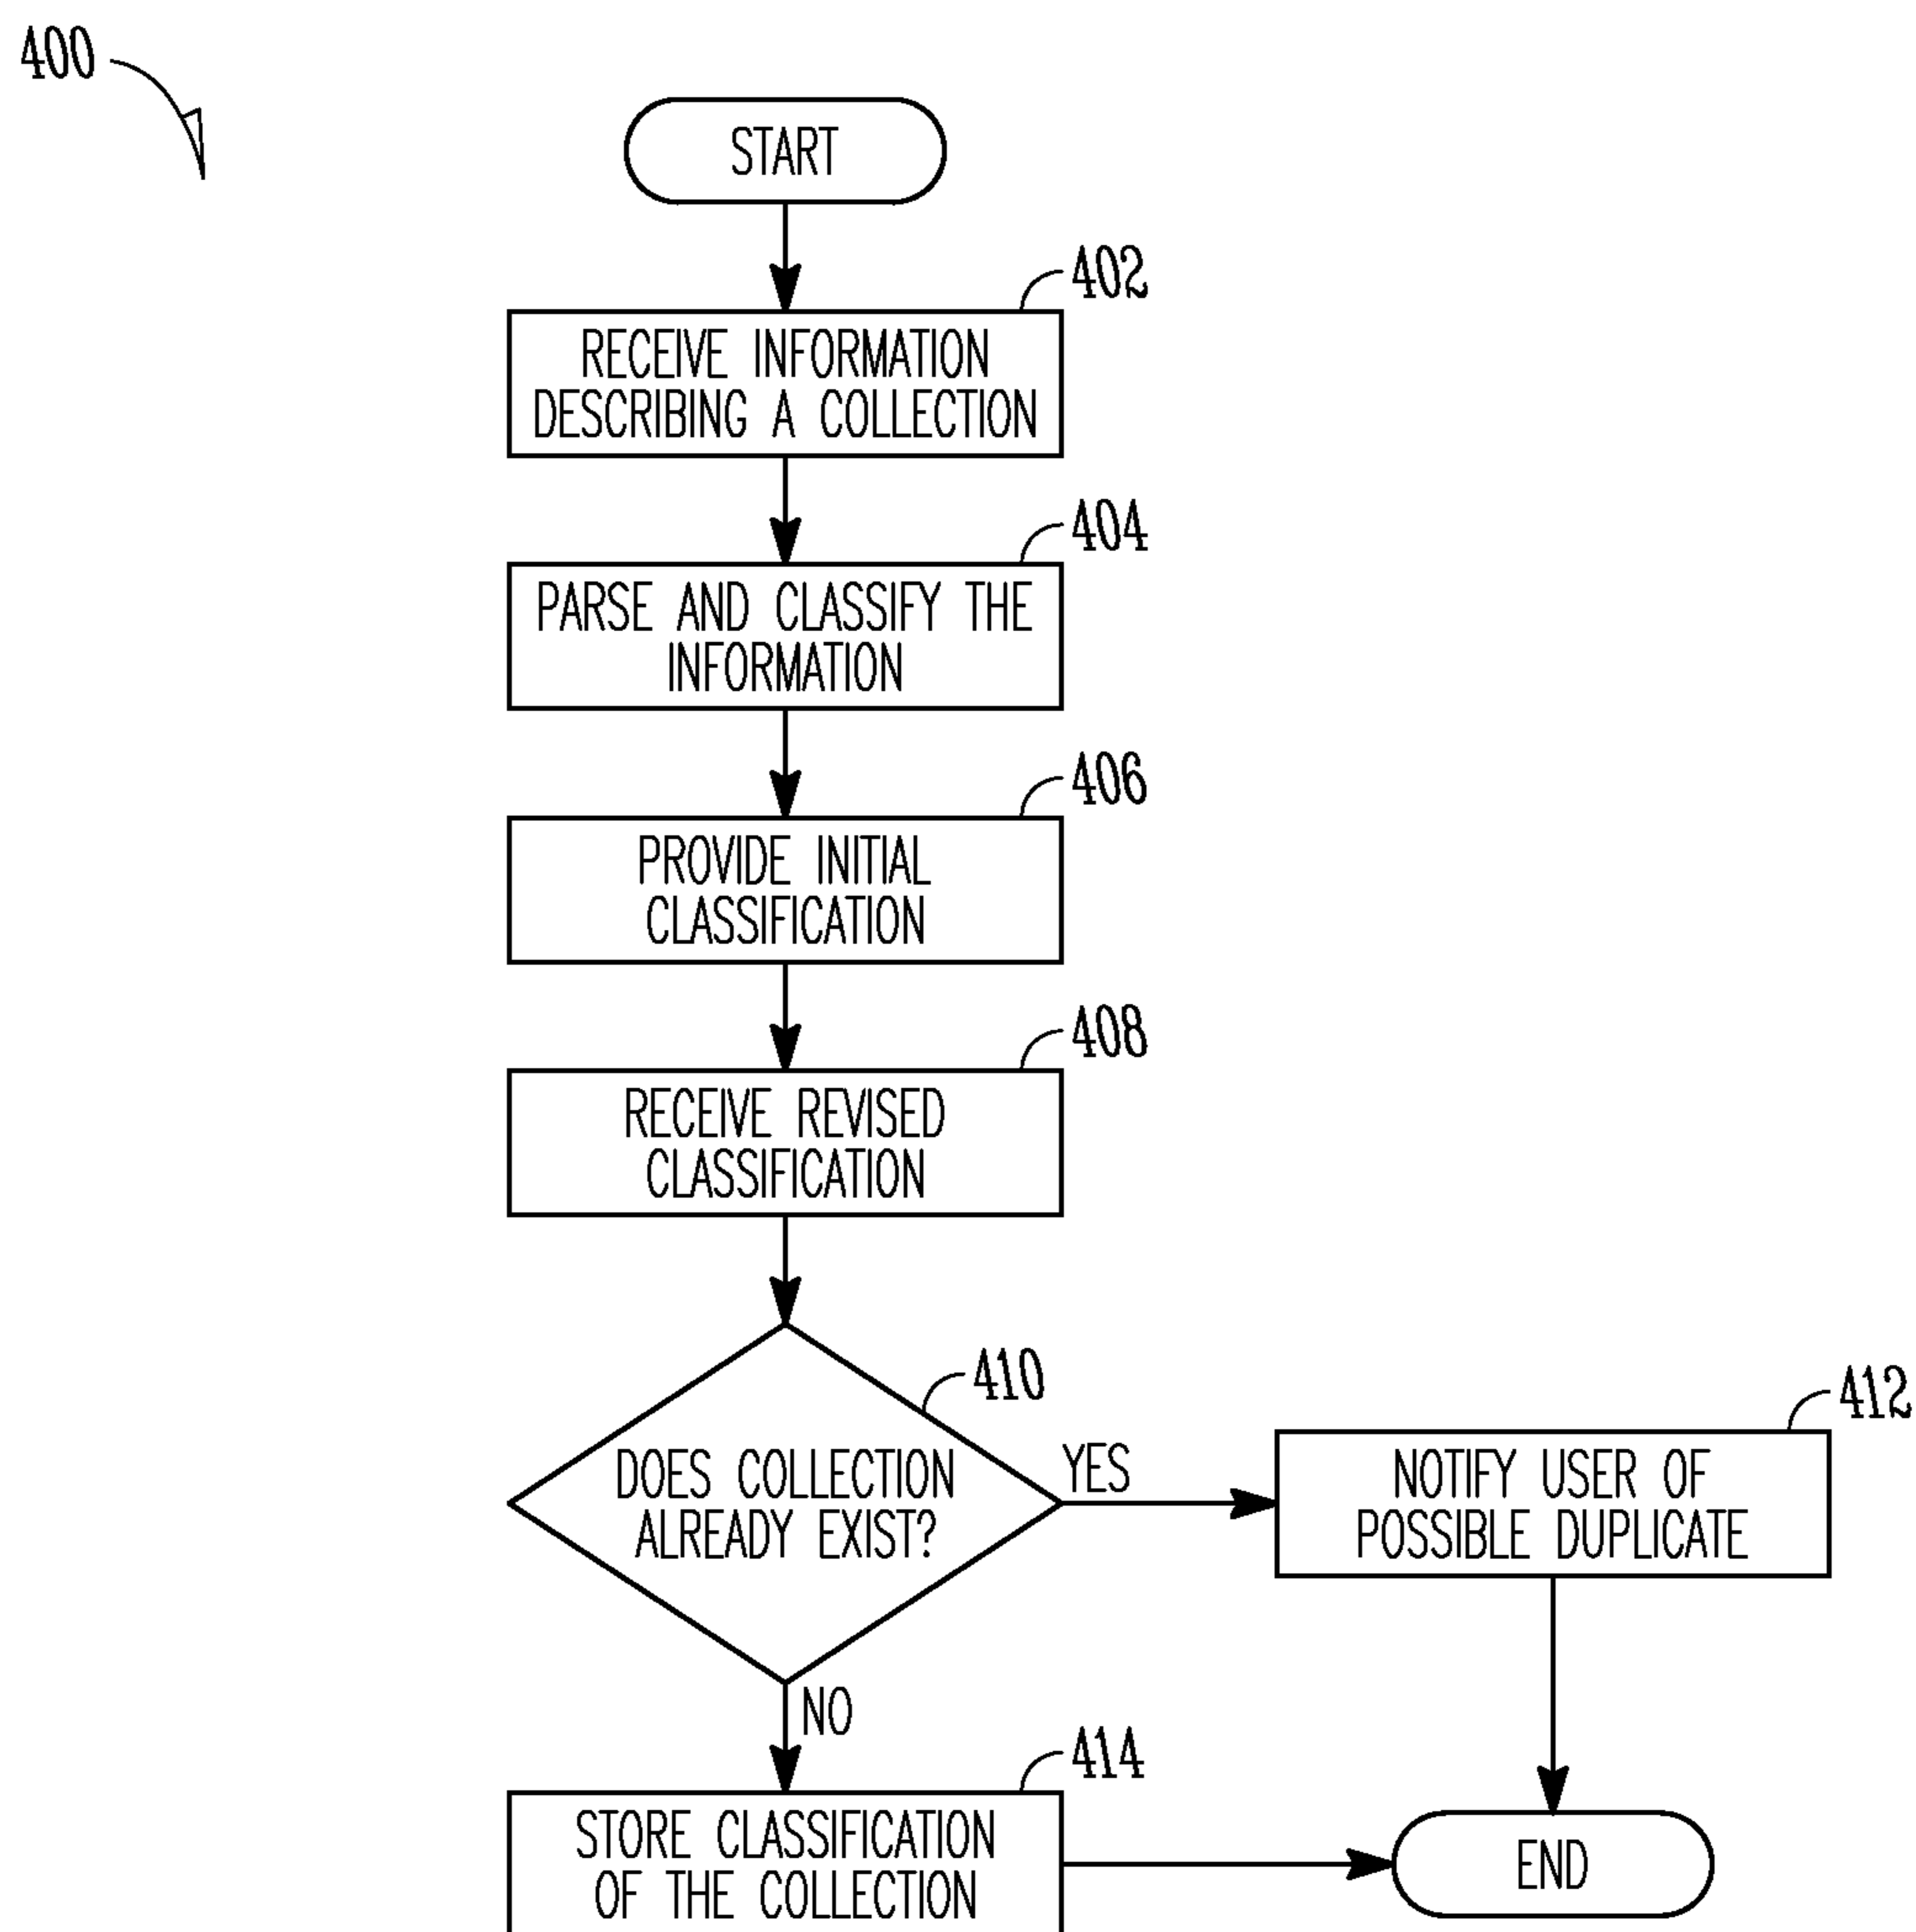 400
START
402
RECEIVE INFORMATION
DESCRIBING A COLLECTION
404
PARSE AND CLASSIFY THE
INFORMATION
406
PROVIDE INITIAL
CLASSIFICATION
408
RECEIVE REVISED
CLASSIFICATION
410
DOES COLLECTION
ALREADY EXIST?
YES
412
NOTIFY USER OF
POSSIBLE DUPLICATE
NO
414
STORE CLASSIFICATION
OF THE COLLECTION
END